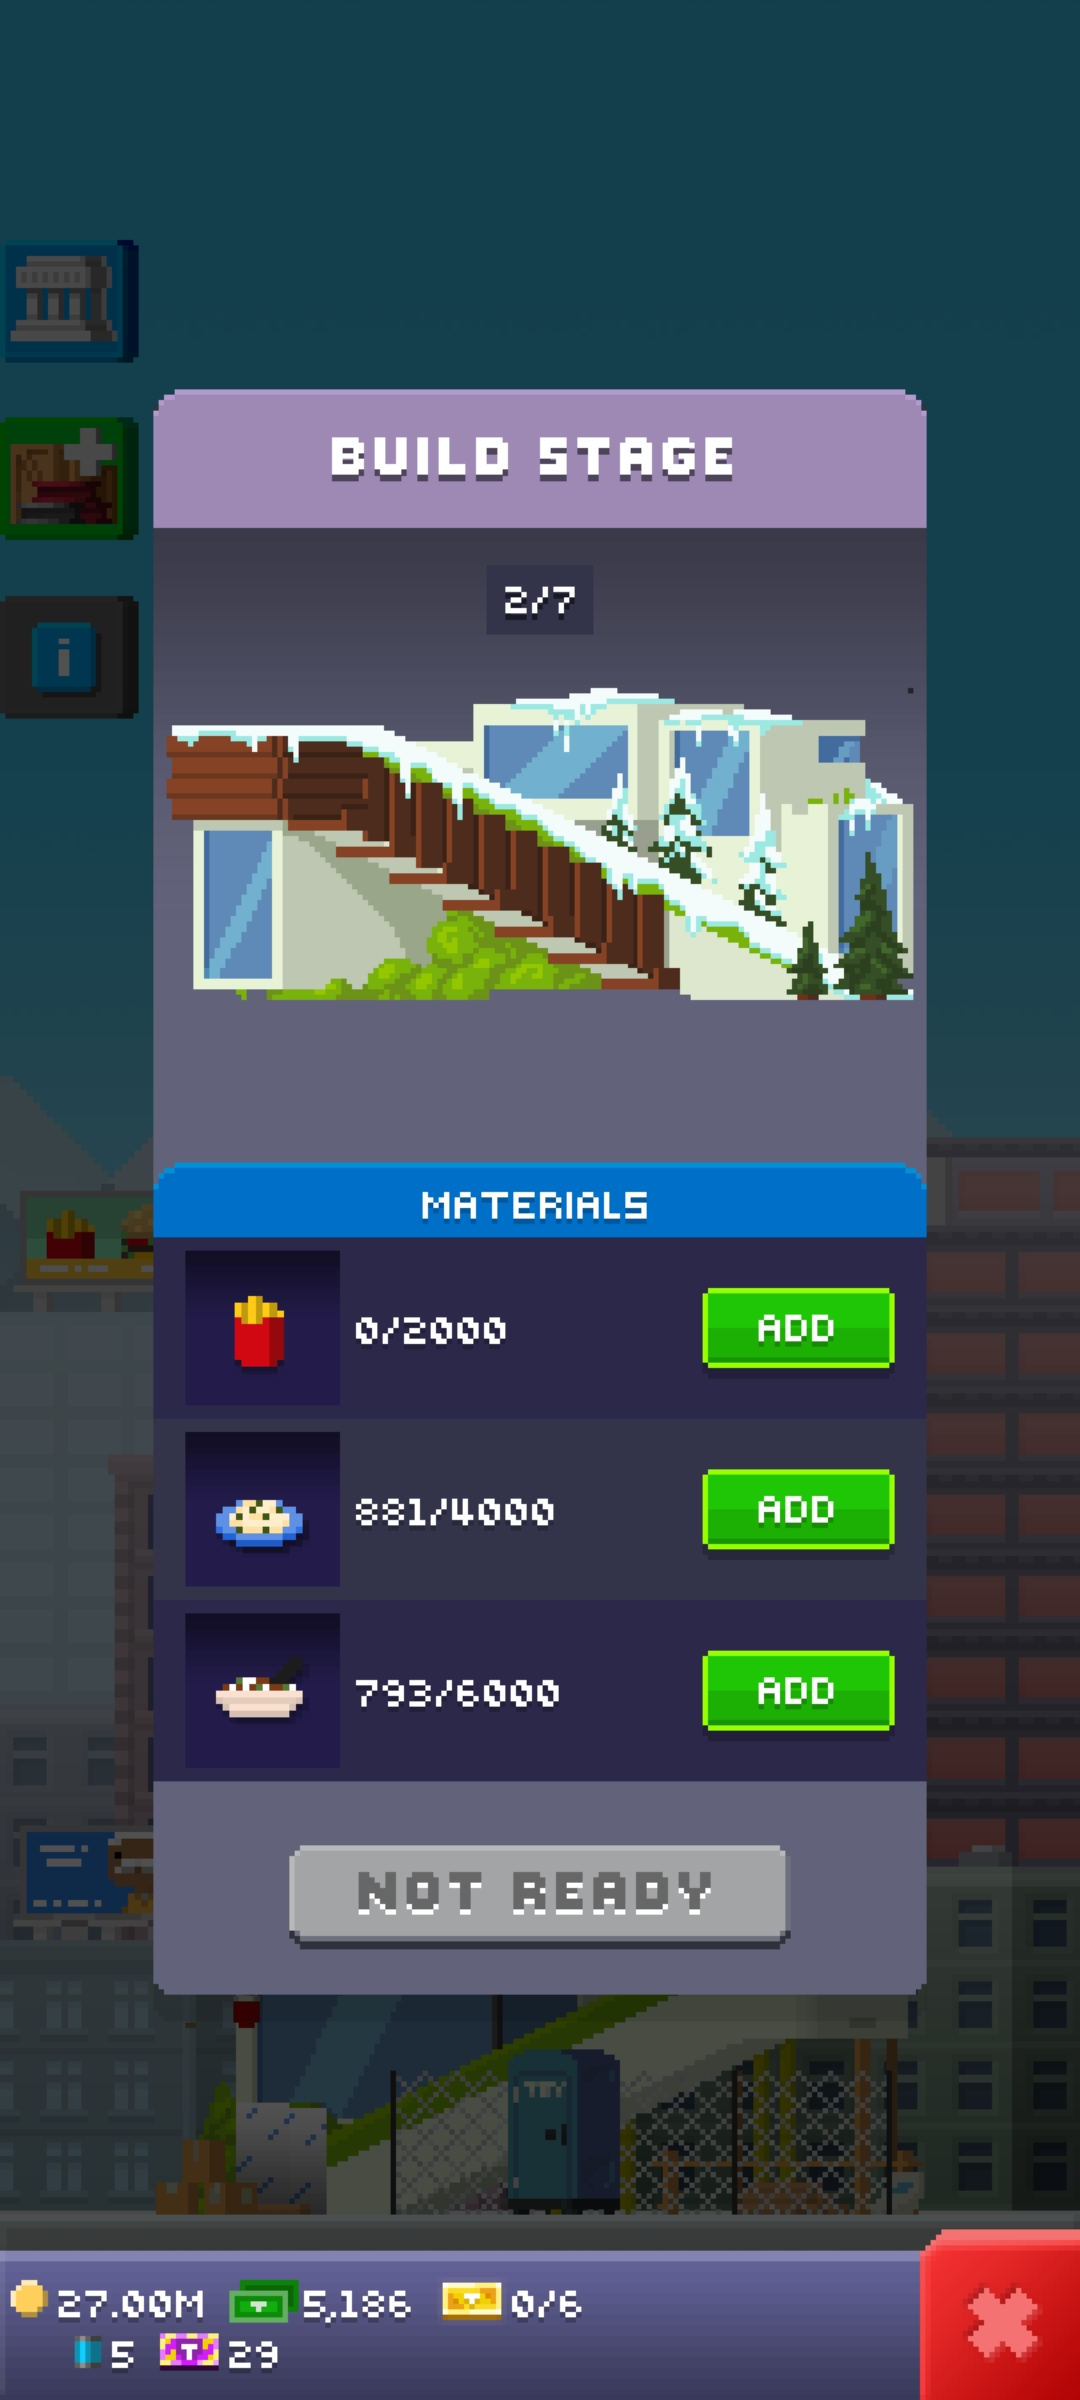 BUILD STAGE
2/7
MATERIALS
0/2000
ADD
881/4000
ADD
793/6000
ADD
NOT READY
27.00M 5,186 0/6
5 29